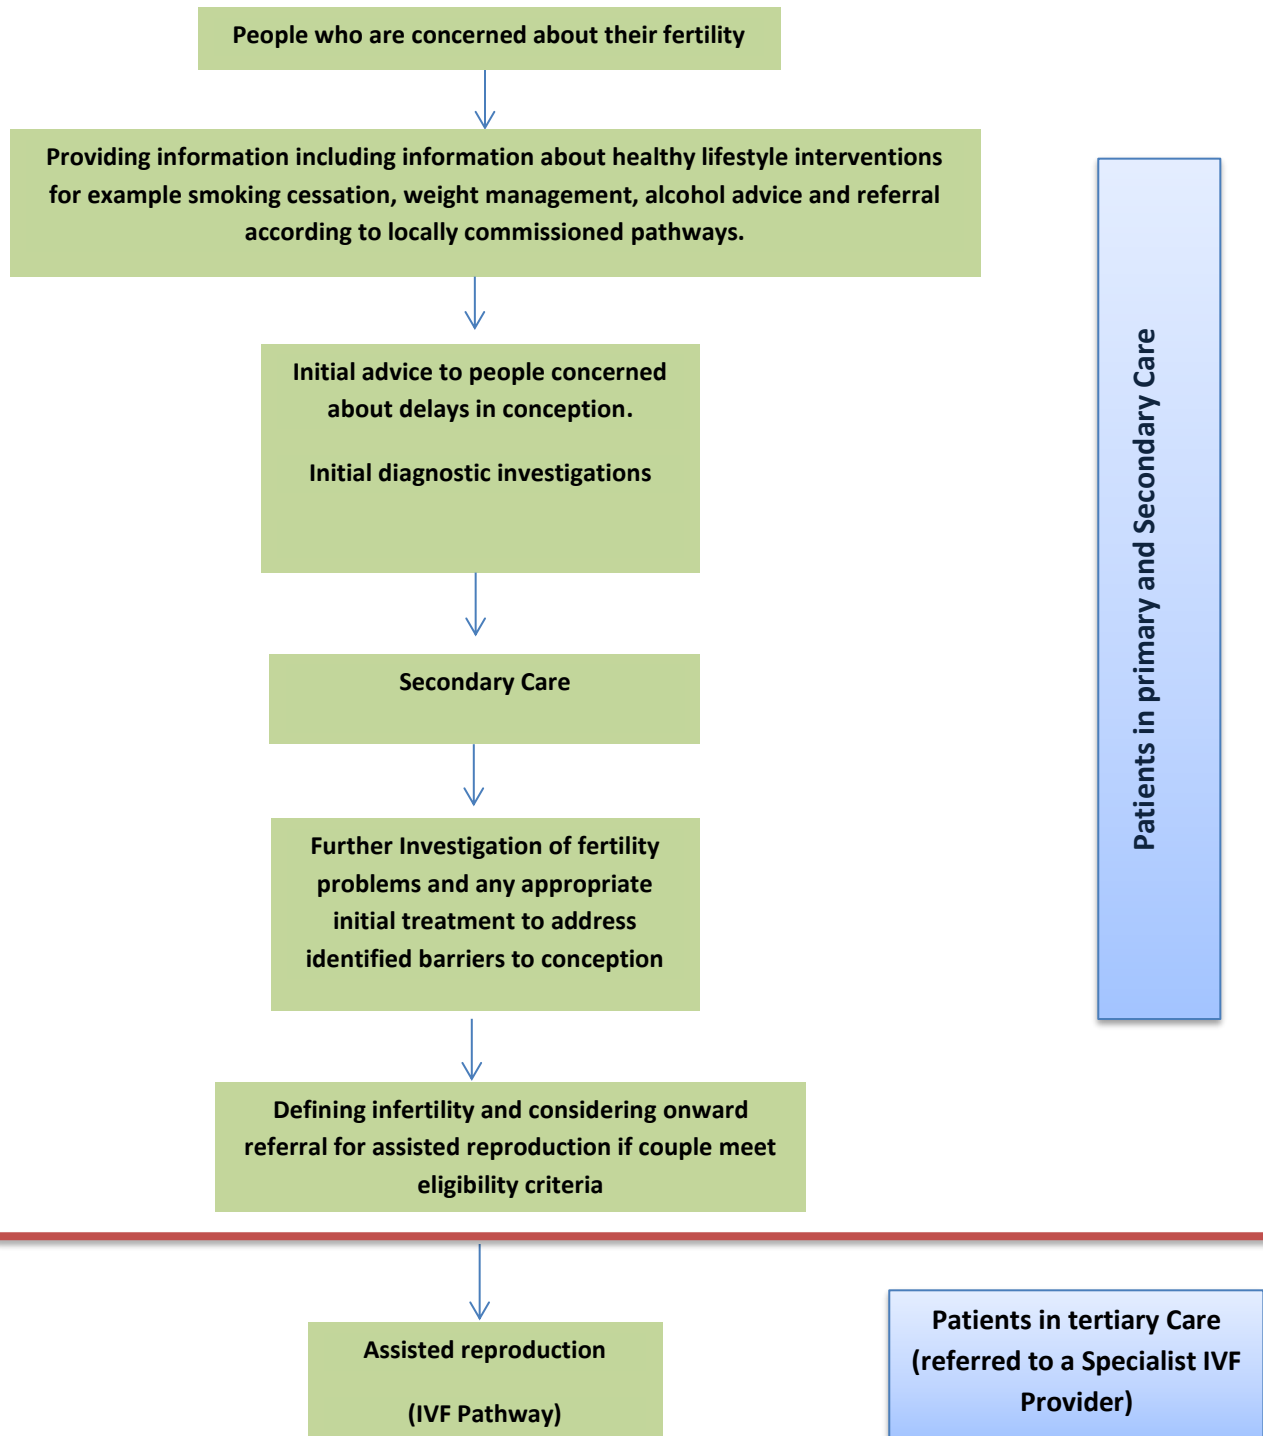 People who are concerned about their fertility
Providing information including information about healthy lifestyle interventions
for example smoking cessation, weight management, alcohol advice and referral
according to locally commissioned pathways.
Initial advice to people concerned
about delays in conception.
Initial diagnostic investigations
Secondary Care
Further Investigation of fertility
problems and any appropriate
initial treatment to address
identified barriers to conception
Defining infertility and considering onward
referral for assisted reproduction if couple meet
eligibility criteria
Patients in primary and Secondary Care
Assisted reproduction
(IVF Pathway)
Patients in tertiary Care
(referred to a Specialist IVF
Provider)